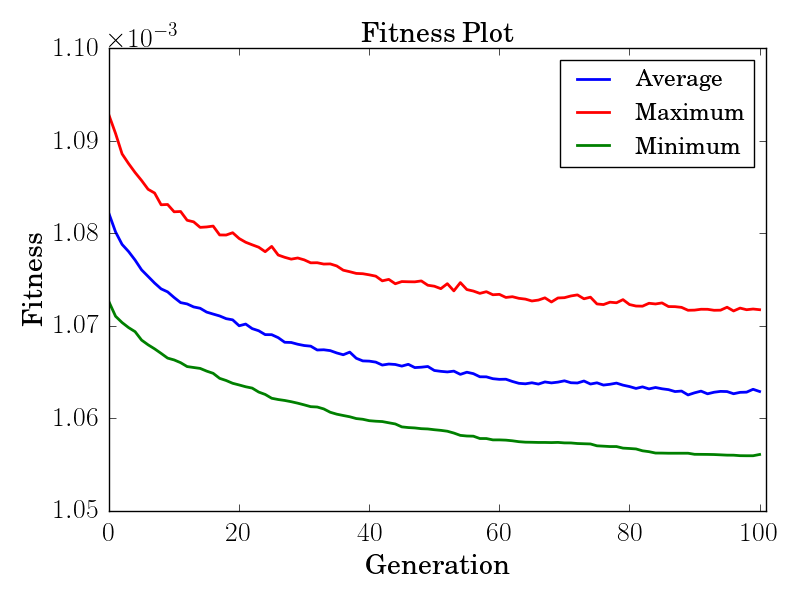 Fitness Plot
×10⁻³
1.10
1.09
1.08
1.07
1.06
1.05
Fitness
Average
Maximum
Minimum
0 20 40 60 80 100
Generation